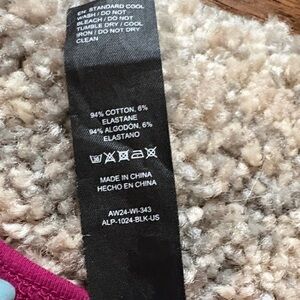 EN: STANDARD COOL
WASH / DO NOT
BLEACH / DO NOT
TUMBLE DRY / COOL
IRON / DO NOT DRY
CLEAN
94% COTTON, 6%
ELASTANE
94% ALGODÓN, 6%
ELASTANO
MADE IN CHINA
HECHO EN CHINA
AW24-WI-343
ALP-1024-BLK-US